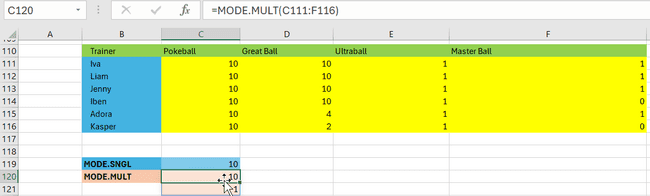 C120 fx =MODE.MULT(C111:F116)
A B C D E F
110 Trainer Pokeball Great Ball Ultraball Master Ball
111 Iva 10 10 1 1
112 Liam 10 10 1 1
113 Jenny 10 10 1 1
114 Iben 10 10 1 0
115 Adora 10 4 1 1
116 Kasper 10 2 1 0
117
118
119 MODE.SNGL 10
120 MODE.MULT 10
121 1